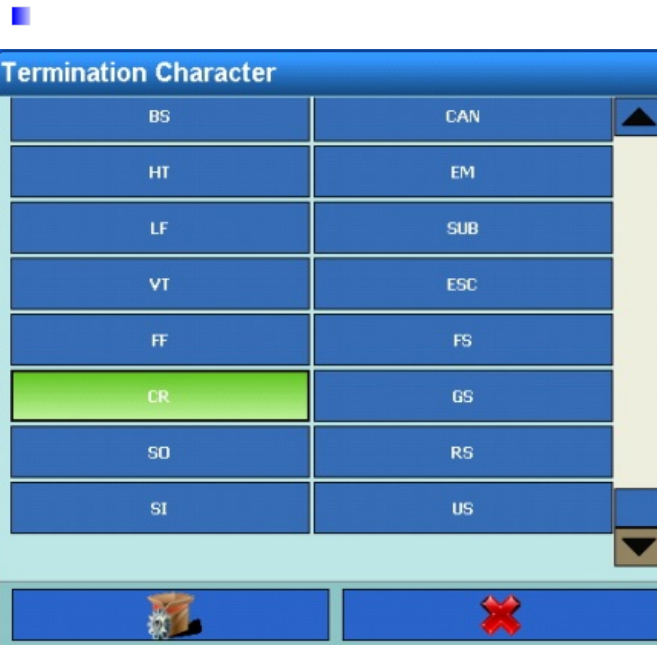 Termination Character
BS CAN
HT EM
LF SUB
VT ESC
FF FS
CR GS
SO RS
SI US